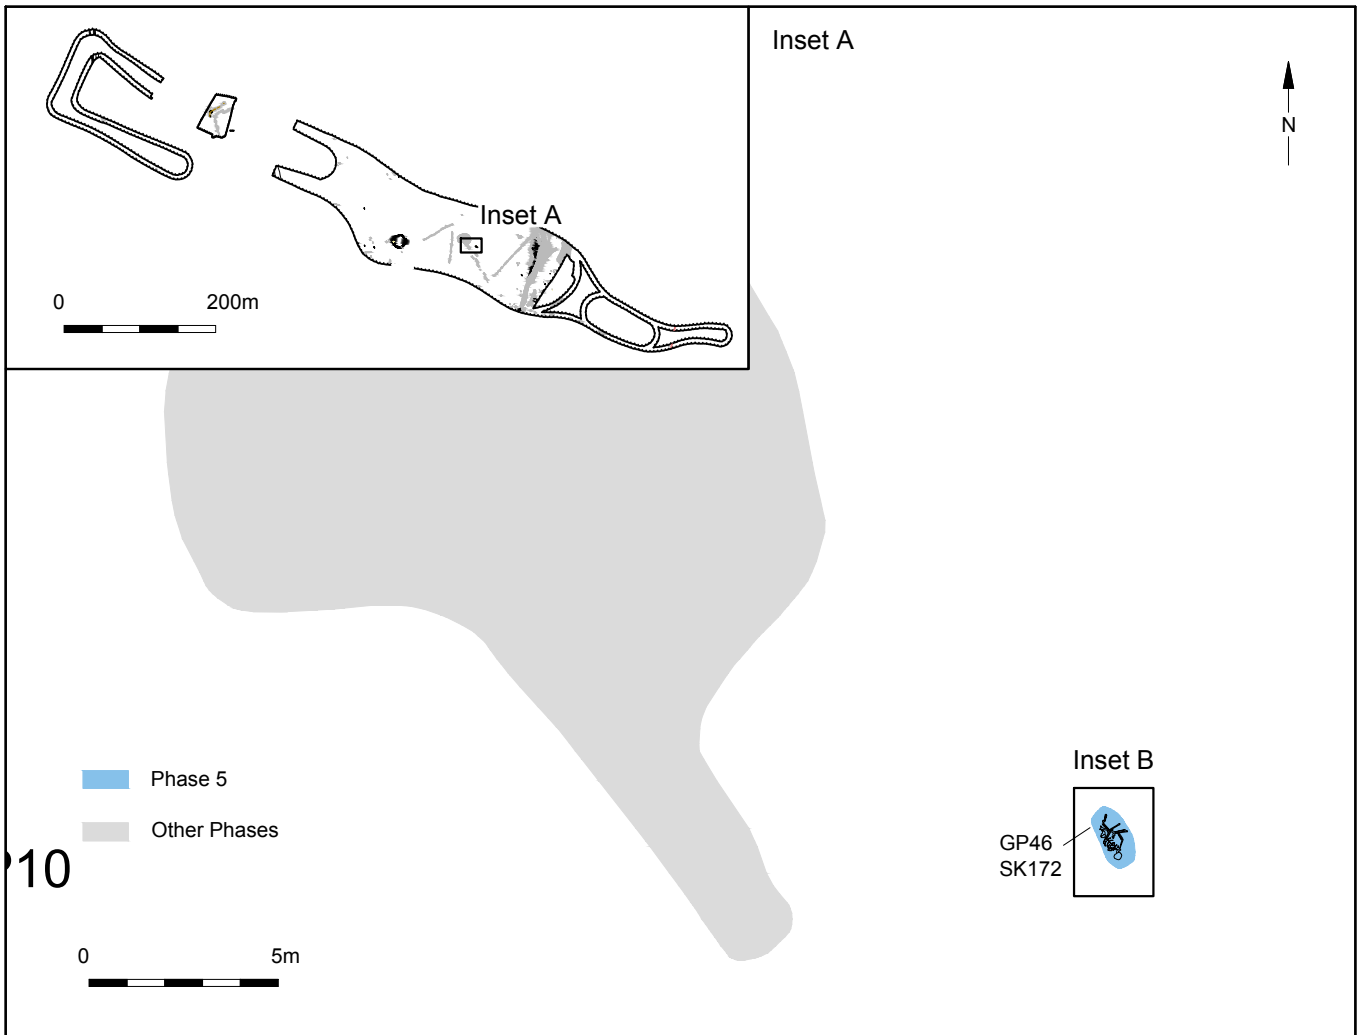 Inset A
N
Inset A
0 200m
Inset B
Phase 5
Other Phases
GP46
SK172
10
0 5m